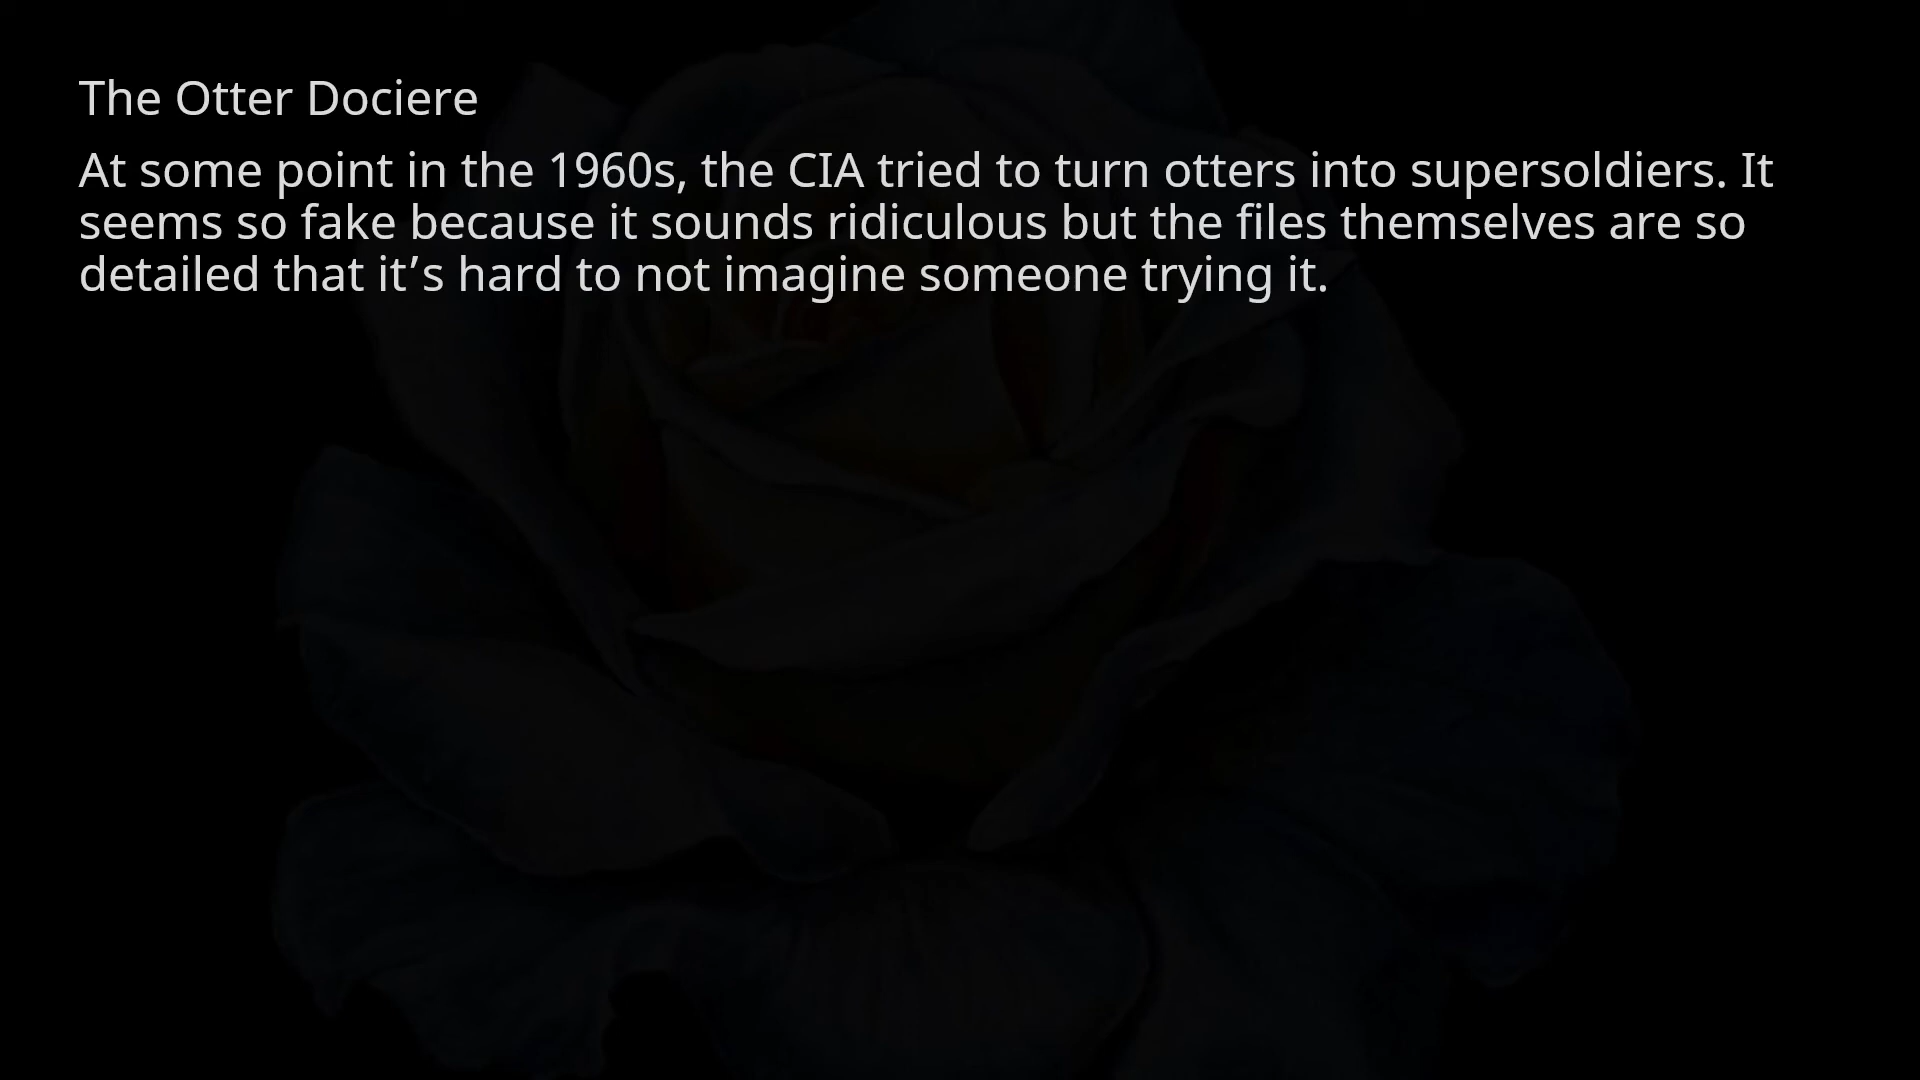 The Otter Dociere
At some point in the 1960s, the CIA tried to turn otters into supersoldiers. It
seems so fake because it sounds ridiculous but the files themselves are so
detailed that it’s hard to not imagine someone trying it.